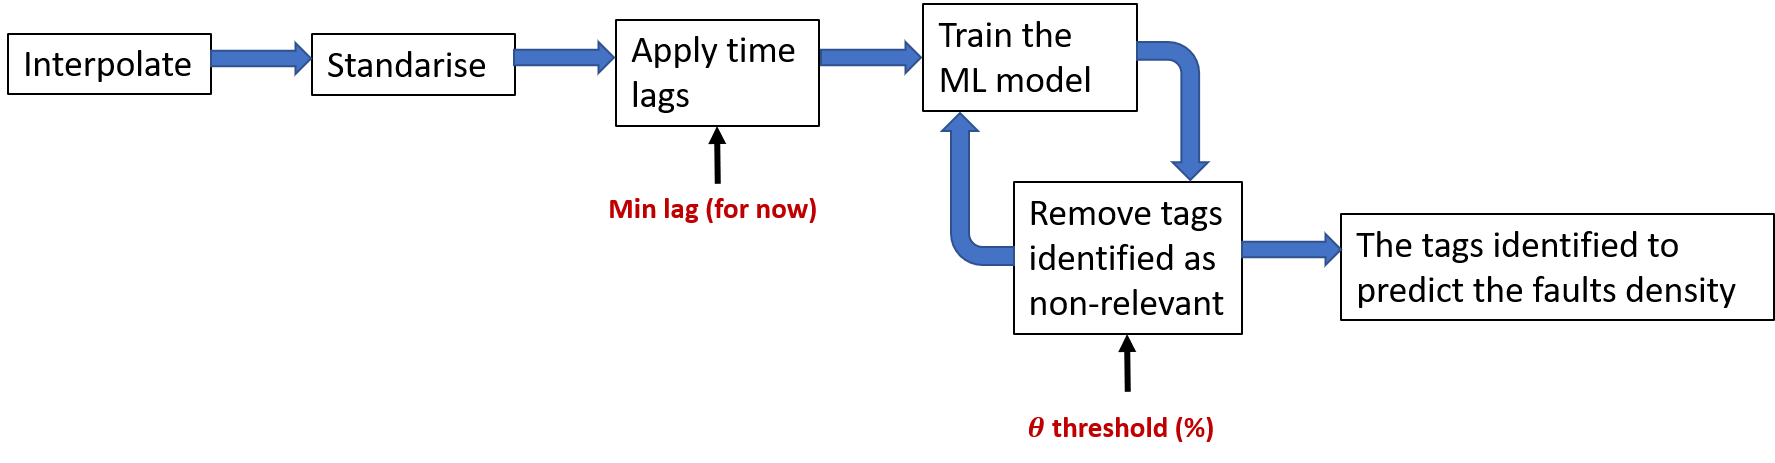 Interpolate
Standarise
Apply time
lags
Min lag (for now)
Train the
ML model
Remove tags
identified as
non-relevant
θ threshold (%)
The tags identified to
predict the faults density